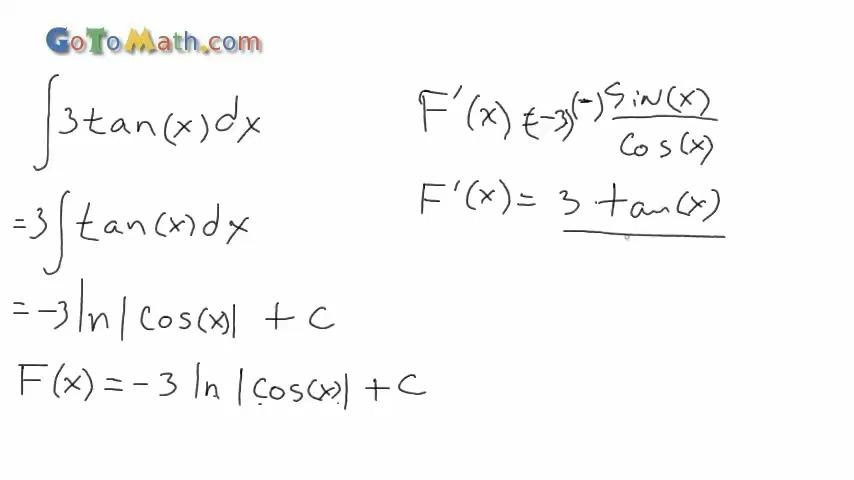 GoToMath.com
∫3tan(x)dx
=3∫tan(x)dx
=-3ln|cos(x)| + C
F(x)=-3 ln |cos(x)| + C
F'(x) = (-3)(-) sin(x)/cos(x)
F'(x) = 3 tan(x)